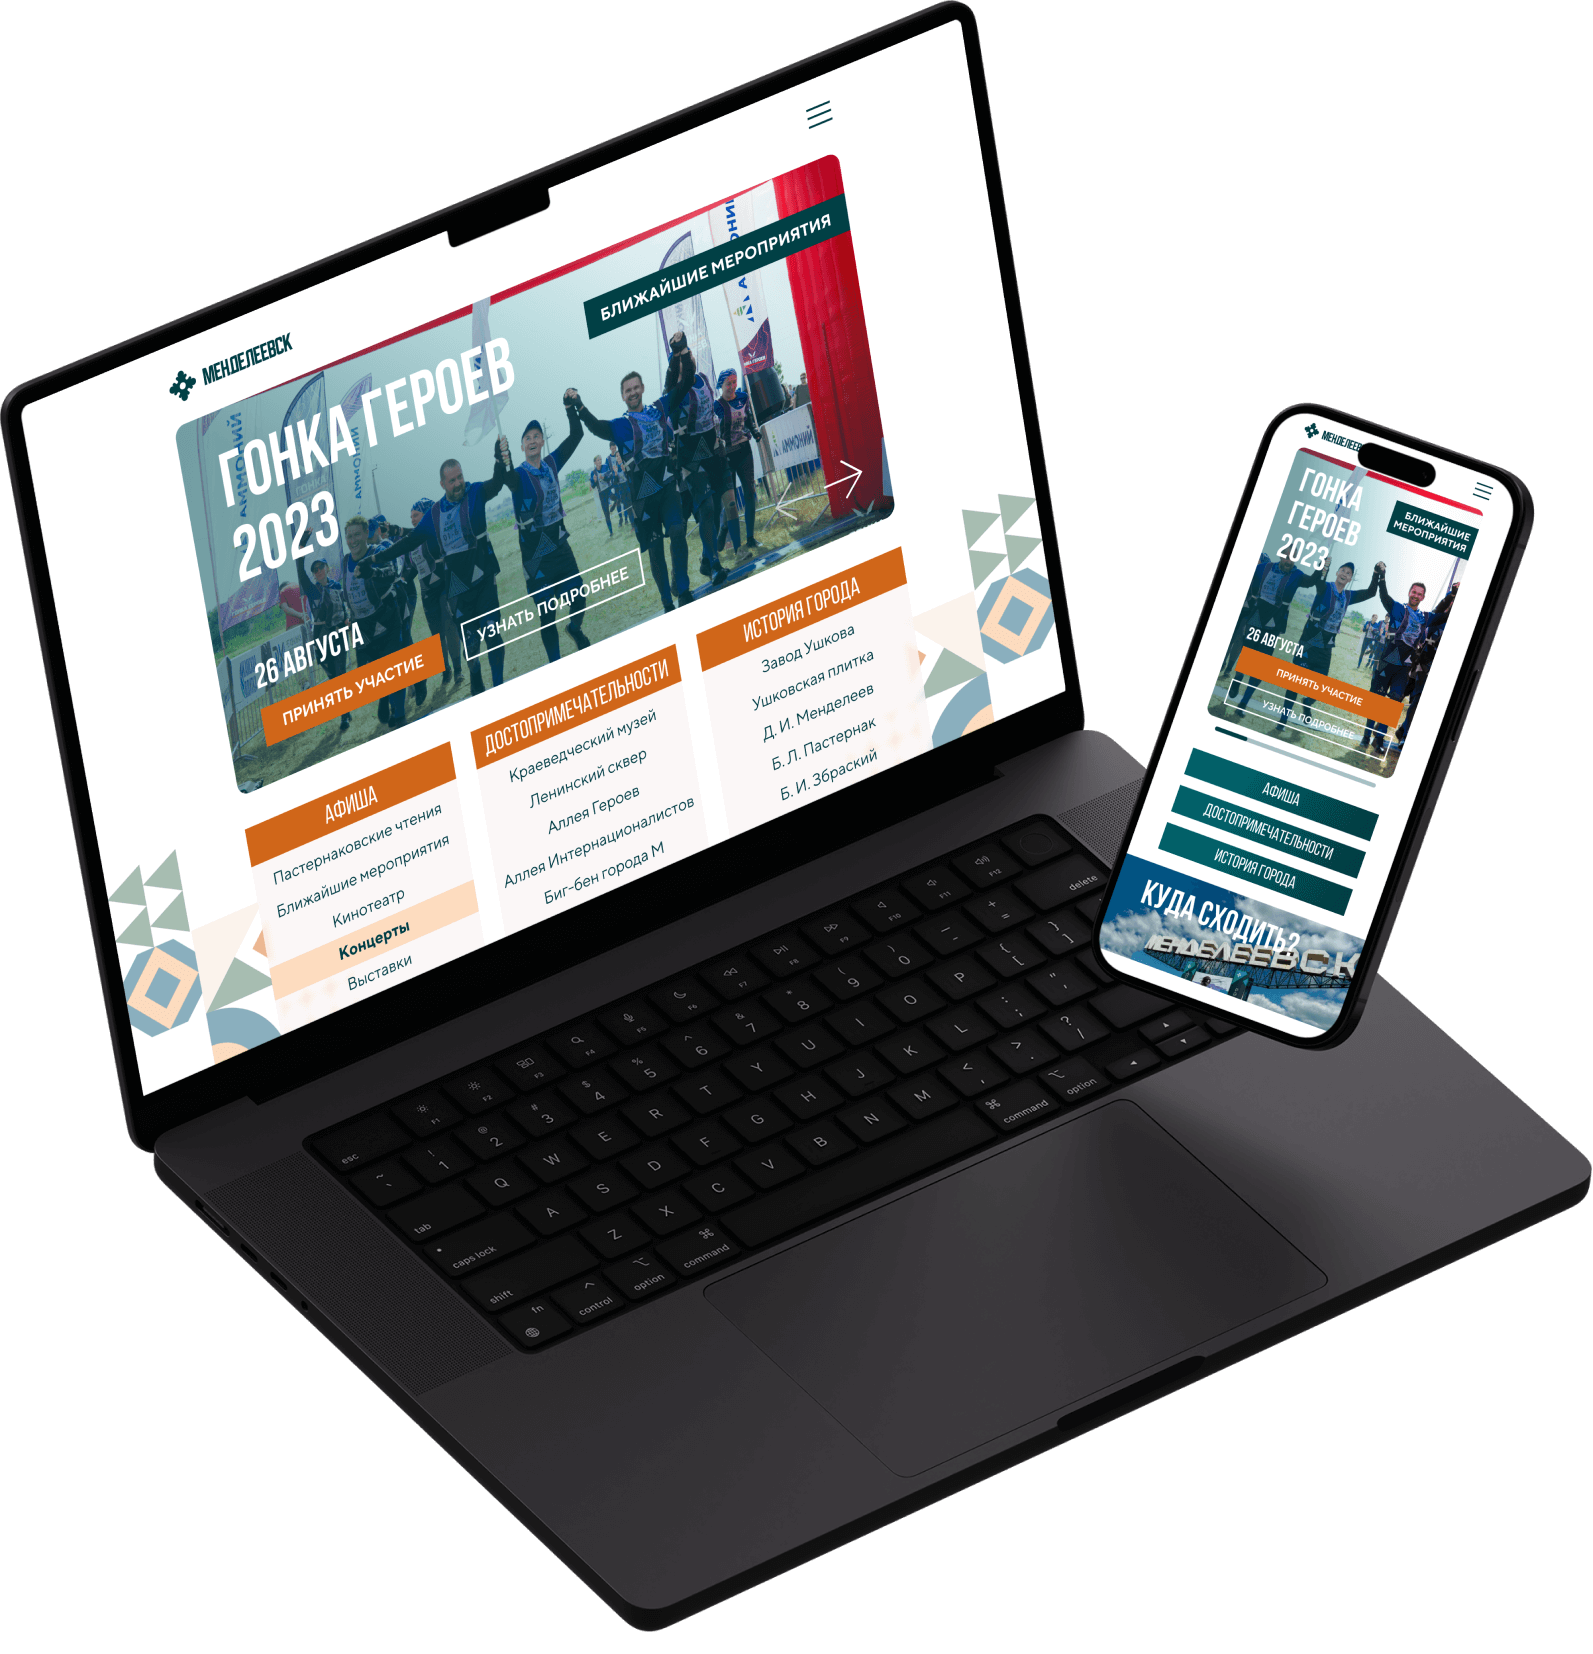 МЕНДЕЛЕЕВСК
БЛИЖАЙШИЕ МЕРОПРИЯТИЯ
ГОНКА ГЕРОЕВ
2023
26 АВГУСТА
ПРИНЯТЬ УЧАСТИЕ
УЗНАТЬ ПОДРОБНЕЕ
АММОНИЙ
АФИША
Пастернаковские чтения
Ближайшие мероприятия
Кинотеатр
Концерты
Выставки
ДОСТОПРИМЕЧАТЕЛЬНОСТИ
Краеведческий музей
Ленинский сквер
Аллея Героев
Аллея Интернационалистов
Биг-бен города М
ИСТОРИЯ ГОРОДА
Завод Ушкова
Ушковская плитка
Д. И. Менделеев
Б. Л. Пастернак
Б. И. Збраский
ГОНКА
ГЕРОЕВ
2023
БЛИЖАЙШИЕ
МЕРОПРИЯТИЯ
26 АВГУСТА
ПРИНЯТЬ УЧАСТИЕ
УЗНАТЬ ПОДРОБНЕЕ
АФИША
ДОСТОПРИМЕЧАТЕЛЬНОСТИ
ИСТОРИЯ ГОРОДА
КУДА СХОДИТЬ?
МЕНДЕЛЕЕВСК
esc F1 F2 F3 F4 F5 F6 F7 F8 F9 F10 F11 F12
~ ` ! 1 @ 2 # 3 $ 4 % 5 ^ 6 & 7 * 8 ( 9 ) 0 _ - + = delete
tab Q W E R T Y U I O P { [ } ]
caps lock A S D F G H J K L : ; " '
shift Z X C V B N M < , > . ? /
fn control option command command option